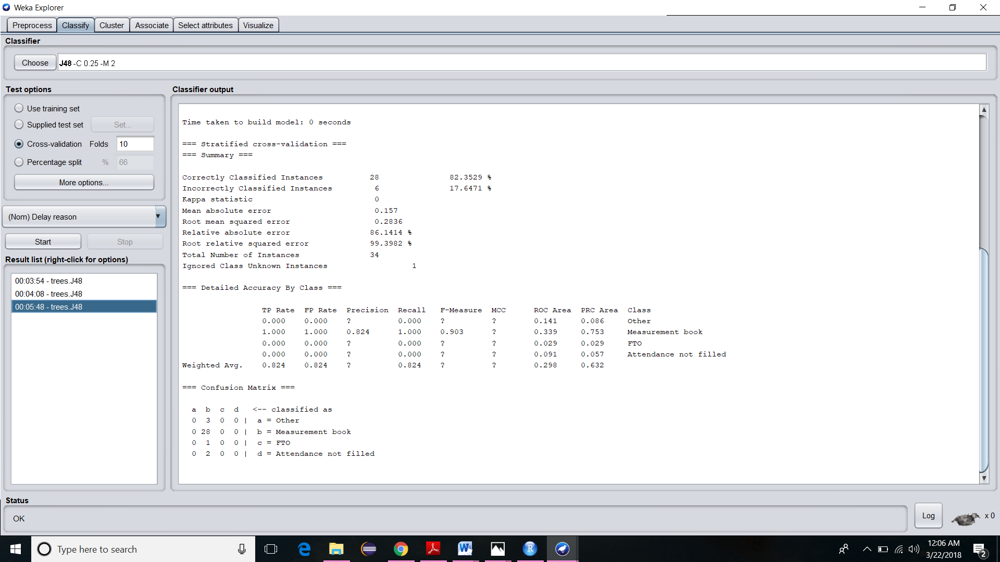 Weka Explorer
Preprocess Classify Cluster Associate Select attributes Visualize
Classifier
Choose J48 -C 0.25 -M 2
Test options
Use training set
Supplied test set Set...
Cross-validation Folds 10
Percentage split % 66
More options...
(Nom) Delay reason
Start Stop
Result list (right-click for options)
00:03:54 - trees.J48
00:04:08 - trees.J48
00:05:48 - trees.J48
Classifier output
Time taken to build model: 0 seconds
=== Stratified cross-validation ===
=== Summary ===
Correctly Classified Instances 28 82.3529 %
Incorrectly Classified Instances 6 17.6471 %
Kappa statistic 0
Mean absolute error 0.157
Root mean squared error 0.2836
Relative absolute error 86.1414 %
Root relative squared error 99.3982 %
Total Number of Instances 34
Ignored Class Unknown Instances 1
=== Detailed Accuracy By Class ===
TP Rate FP Rate Precision Recall F-Measure MCC ROC Area PRC Area Class
0.000 0.000 ? 0.000 ? ? 0.141 0.086 Other
1.000 1.000 0.824 1.000 0.903 ? 0.339 0.753 Measurement book
0.000 0.000 ? 0.000 ? ? 0.029 0.029 FTO
0.000 0.000 ? 0.000 ? ? 0.091 0.057 Attendance not filled
Weighted Avg. 0.824 0.824 ? 0.824 ? ? 0.298 0.632
=== Confusion Matrix ===
a b c d <-- classified as
0 3 0 0 | a = Other
0 28 0 0 | b = Measurement book
0 1 0 0 | c = FTO
0 2 0 0 | d = Attendance not filled
Status
OK
Log
x 0
Type here to search
12:06 AM
3/22/2018
2